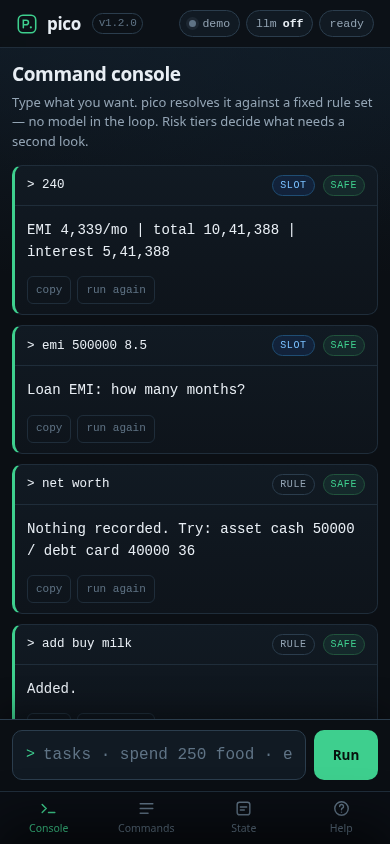 pico v1.2.0 demo llm off ready
Command console
Type what you want. pico resolves it against a fixed rule set
— no model in the loop. Risk tiers decide what needs a
second look.
> 240 SLOT SAFE
EMI 4,339/mo | total 10,41,388 |
interest 5,41,388
copy run again
> emi 500000 8.5 SLOT SAFE
Loan EMI: how many months?
copy run again
> net worth RULE SAFE
Nothing recorded. Try: asset cash 50000
/ debt card 40000 36
copy run again
> add buy milk RULE SAFE
Added.
> tasks · spend 250 food · e Run
Console Commands State Help